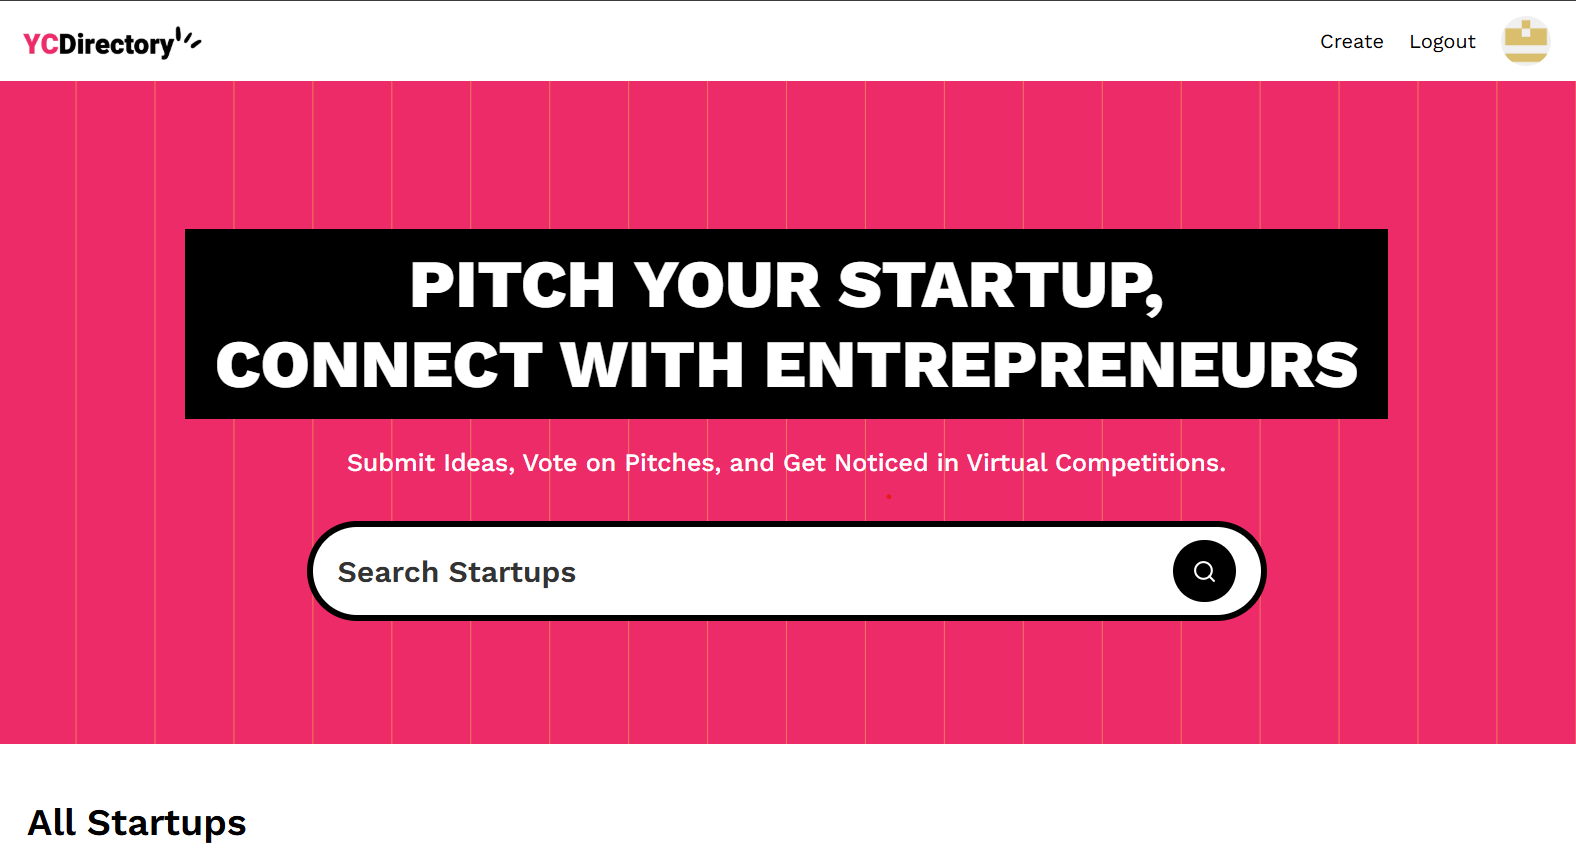 YCDirectory
Create Logout
PITCH YOUR STARTUP,
CONNECT WITH ENTREPRENEURS
Submit Ideas, Vote on Pitches, and Get Noticed in Virtual Competitions.
Search Startups
All Startups